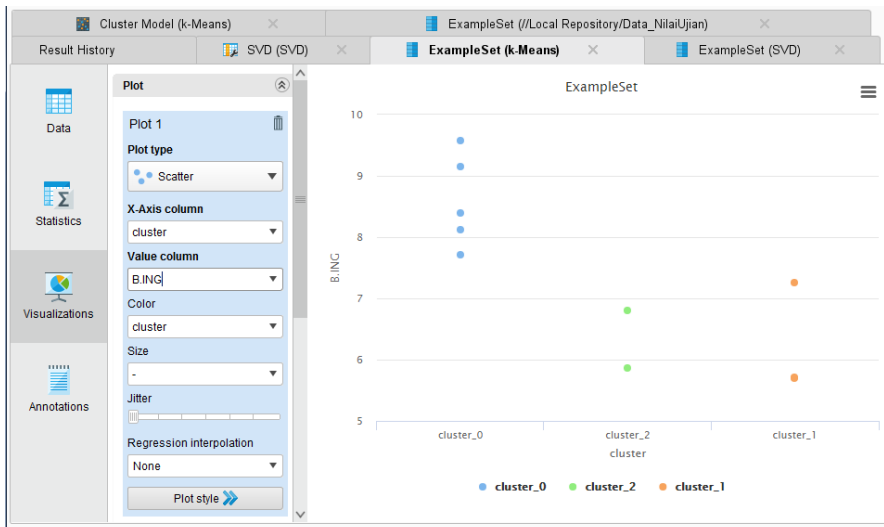 Cluster Model (k-Means)
ExampleSet (//Local Repository/Data_NilaiUjian)
Result History
SVD (SVD)
ExampleSet (k-Means)
ExampleSet (SVD)
Data
Statistics
Visualizations
Annotations
Plot
Plot 1
Plot type
Scatter
X-Axis column
cluster
Value column
B.ING
Color
cluster
Size
-
Jitter
Regression interpolation
None
Plot style
ExampleSet
10
9
8
7
6
5
B.ING
cluster_0 cluster_2 cluster_1
cluster
cluster_0 cluster_2 cluster_1